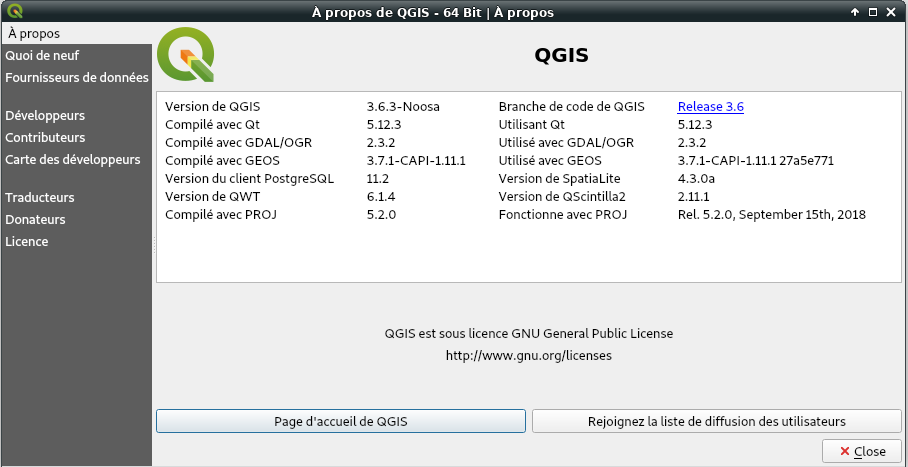 À propos de QGIS - 64 Bit | À propos
À propos
Quoi de neuf
Fournisseurs de données
Développeurs
Contributeurs
Carte des développeurs
Traducteurs
Donateurs
Licence
QGIS
Version de QGIS 3.6.3-Noosa Branche de code de QGIS Release 3.6
Compilé avec Qt 5.12.3 Utilisant Qt 5.12.3
Compilé avec GDAL/OGR 2.3.2 Utilisé avec GDAL/OGR 2.3.2
Compilé avec GEOS 3.7.1-CAPI-1.11.1 Utilisé avec GEOS 3.7.1-CAPI-1.11.1 27a5e771
Version du client PostgreSQL 11.2 Version de SpatiaLite 4.3.0a
Version de QWT 6.1.4 Version de QScintilla2 2.11.1
Compilé avec PROJ 5.2.0 Fonctionne avec PROJ Rel. 5.2.0, September 15th, 2018
QGIS est sous licence GNU General Public License
http://www.gnu.org/licenses
Page d'accueil de QGIS
Rejoignez la liste de diffusion des utilisateurs
Close